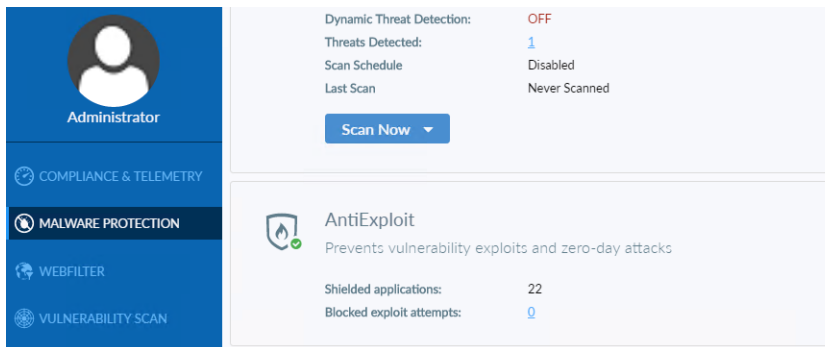 Administrator
COMPLIANCE & TELEMETRY
MALWARE PROTECTION
WEBFILTER
VULNERABILITY SCAN
Dynamic Threat Detection: OFF
Threats Detected: 1
Scan Schedule Disabled
Last Scan Never Scanned
Scan Now
AntiExploit
Prevents vulnerability exploits and zero-day attacks
Shielded applications: 22
Blocked exploit attempts: 0